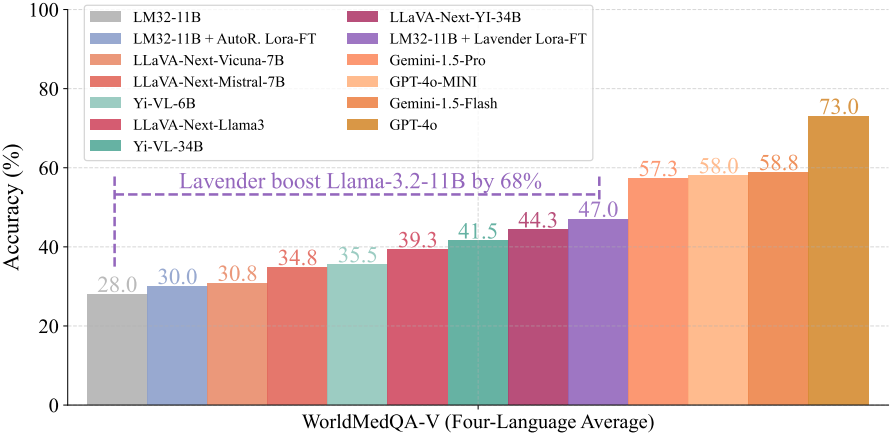 100
80
60
40
20
0
Accuracy (%)
LM32-11B
LM32-11B + AutoR. Lora-FT
LLaVA-Next-Vicuna-7B
LLaVA-Next-Mistral-7B
Yi-VL-6B
LLaVA-Next-Llama3
Yi-VL-34B
LLaVA-Next-YI-34B
LM32-11B + Lavender Lora-FT
Gemini-1.5-Pro
GPT-4o-MINI
Gemini-1.5-Flash
GPT-4o
Lavender boost Llama-3.2-11B by 68%
28.0
30.0
30.8
34.8
35.5
39.3
41.5
44.3
47.0
57.3
58.0
58.8
73.0
WorldMedQA-V (Four-Language Average)